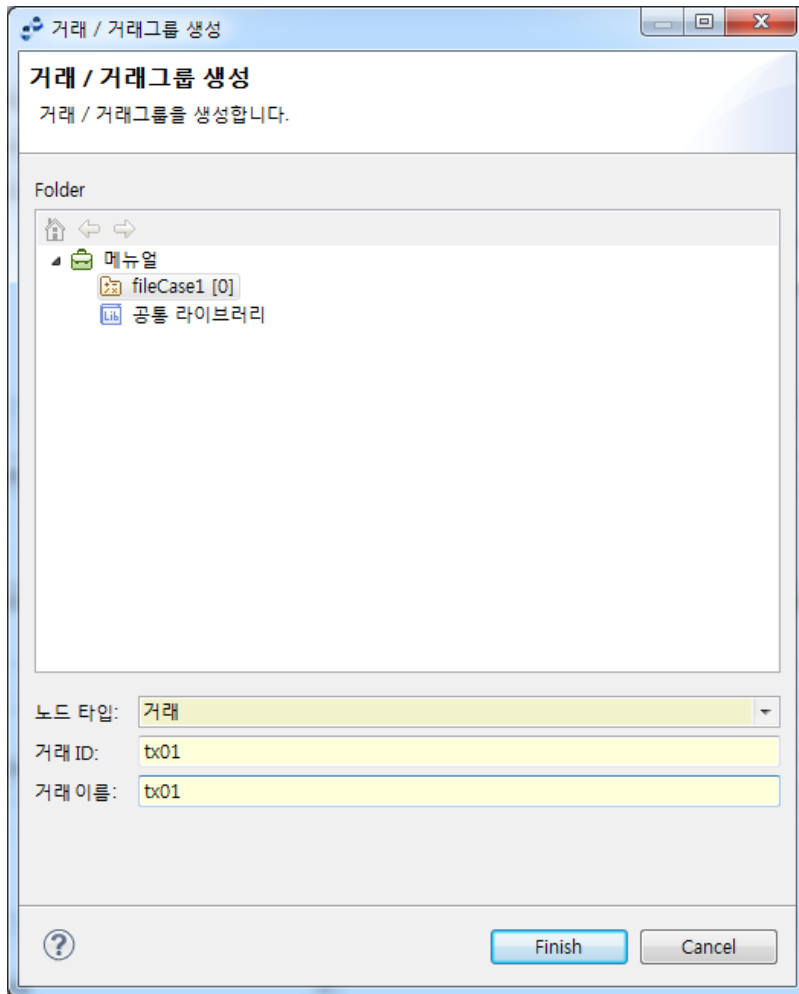 거래 / 거래그룹 생성
거래 / 거래그룹 생성
거래 / 거래그룹을 생성합니다.
Folder
메뉴얼
fileCase1 [0]
Lib 공통 라이브러리
노드 타입: 거래
거래 ID: tx01
거래 이름: tx01
? Finish Cancel